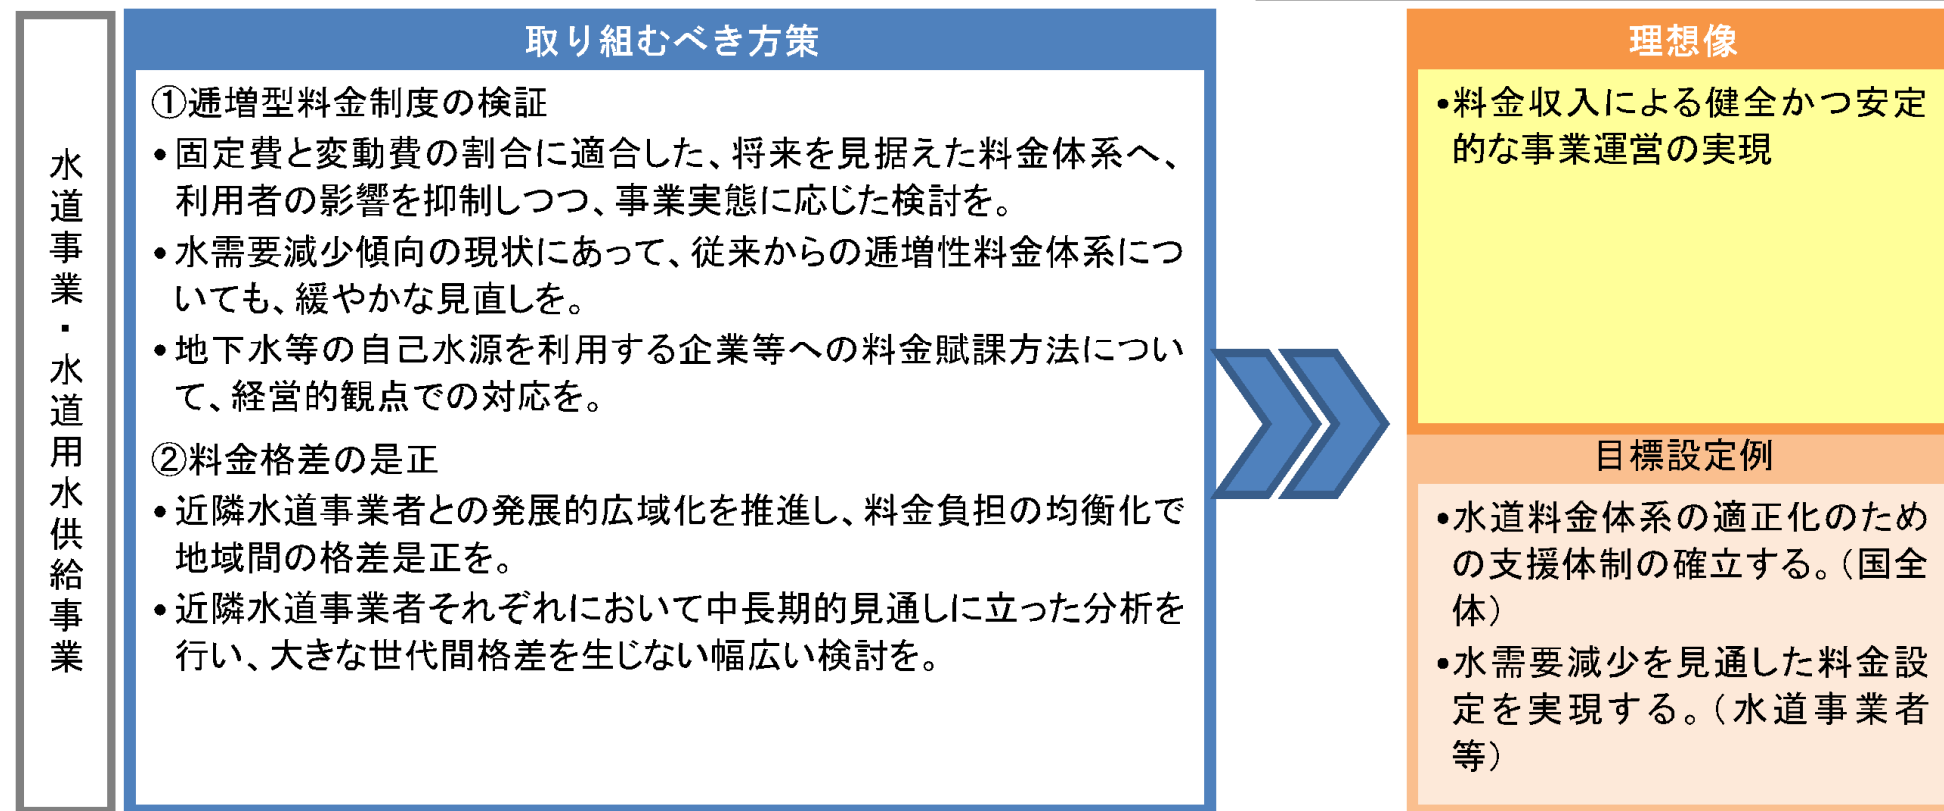 水道事業・水道用水供給事業
取り組むべき方策
①逓増型料金制度の検証
•固定費と変動費の割合に適合した、将来を見据えた料金体系へ、
利用者の影響を抑制しつつ、事業実態に応じた検討を。
•水需要減少傾向の現状にあって、従来からの逓増性料金体系につ
いても、緩やかな見直しを。
•地下水等の自己水源を利用する企業等への料金賦課方法につい
て、経営的観点での対応を。
②料金格差の是正
•近隣水道事業者との発展的広域化を推進し、料金負担の均衡化で
地域間の格差是正を。
•近隣水道事業者それぞれにおいて中長期的見通しに立った分析を
行い、大きな世代間格差を生じない幅広い検討を。
理想像
•料金収入による健全かつ安定
的な事業運営の実現
目標設定例
•水道料金体系の適正化のため
の支援体制の確立する。（国全
体）
•水需要減少を見通した料金設
定を実現する。（水道事業者
等）